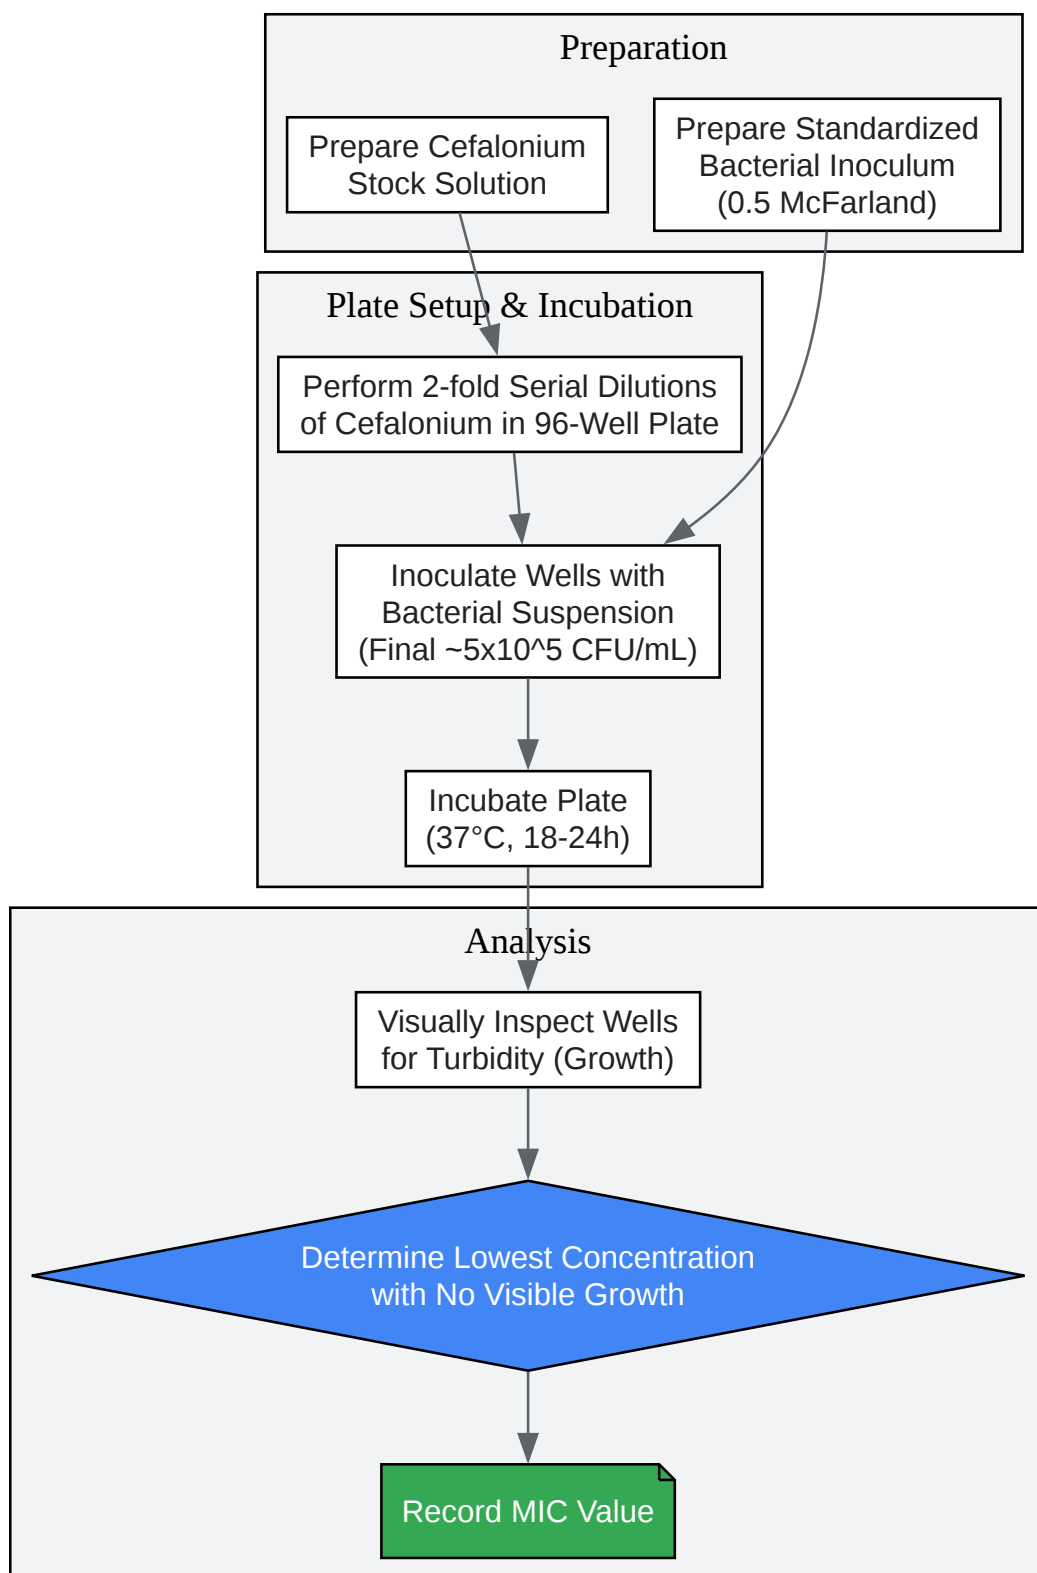 Preparation
Prepare Cefalonium
Stock Solution
Prepare Standardized
Bacterial Inoculum
(0.5 McFarland)
Plate Setup & Incubation
Perform 2-fold Serial Dilutions
of Cefalonium in 96-Well Plate
Inoculate Wells with
Bacterial Suspension
(Final ~5x10^5 CFU/mL)
Incubate Plate
(37°C, 18-24h)
Analysis
Visually Inspect Wells
for Turbidity (Growth)
Determine Lowest Concentration
with No Visible Growth
Record MIC Value